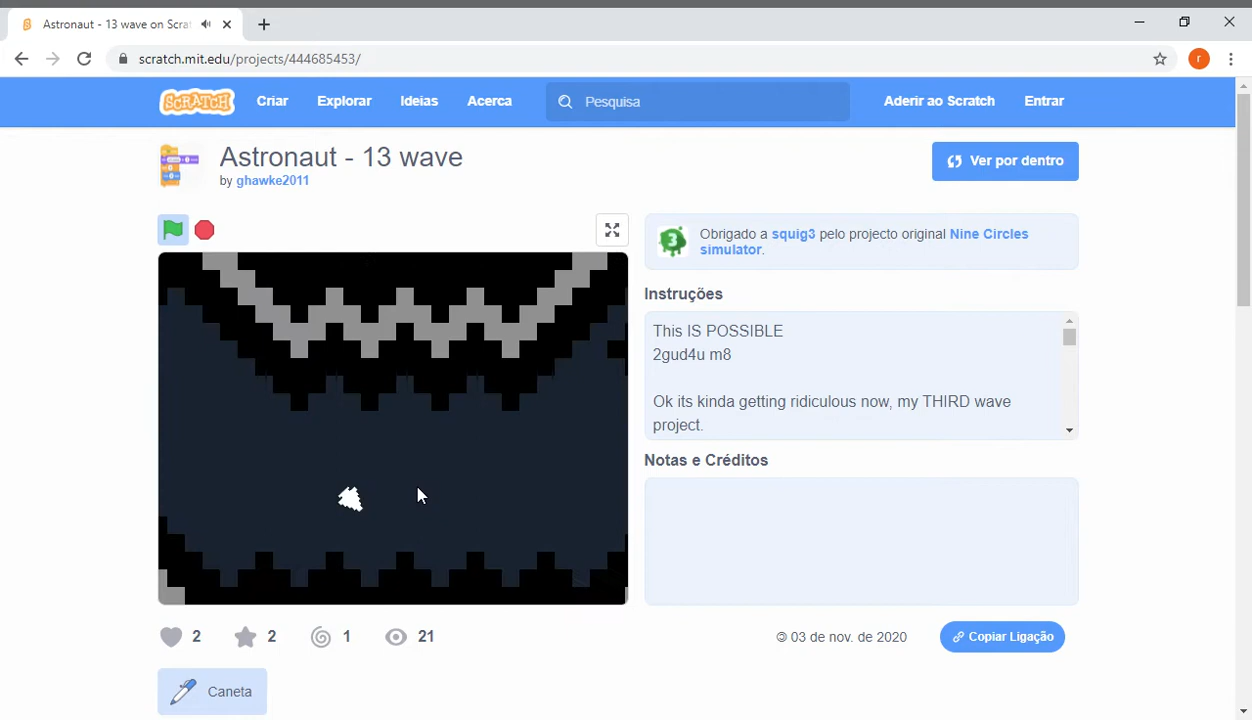 Astronaut - 13 wave on Scra
scratch.mit.edu/projects/444685453/
r
SCRATCH
Criar
Explorar
Ideias
Acerca
Pesquisa
Aderir ao Scratch
Entrar
Astronaut - 13 wave
by ghawke2011
Ver por dentro
3
Obrigado a squig3 pelo projecto original Nine Circles
simulator.
Instruções
This IS POSSIBLE
2gud4u m8
Ok its kinda getting ridiculous now, my THIRD wave
project.
Notas e Créditos
2
2
1
21
© 03 de nov. de 2020
Copiar Ligação
Caneta